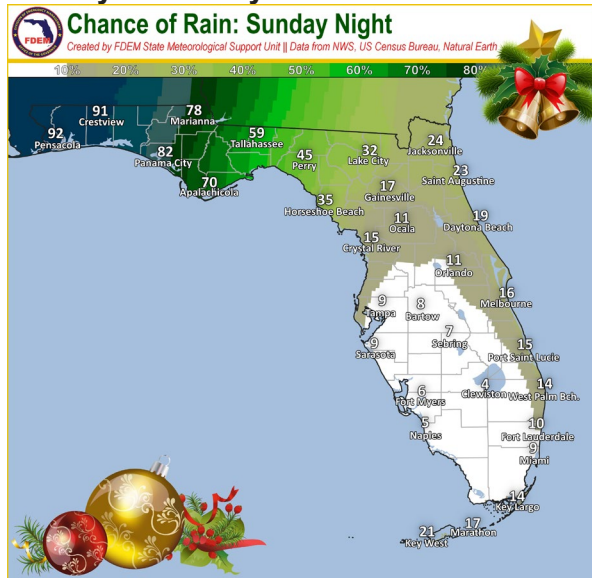 Chance of Rain: Sunday Night
Created by FDEM State Meteorological Support Unit || Data from NWS, US Census Bureau, Natural Earth
10% 20% 30% 40% 50% 60% 70% 80%
92
Pensacola
91
Crestview
78
Marianna
82
Panama City
59
Tallahassee
70
Apalachicola
45
Perry
32
Lake City
24
Jacksonville
23
Saint Augustine
17
Gainesville
35
Horseshoe Beach
11
Ocala
19
Daytona Beach
15
Crystal River
11
Orlando
16
Melbourne
9
Tampa
8
Bartow
7
Sebring
9
Sarasota
15
Port Saint Lucie
6
Fort Myers
4
Clewiston
14
West Palm Bch.
5
Naples
10
Fort Lauderdale
9
Miami
14
Key Largo
17
Marathon
21
Key West